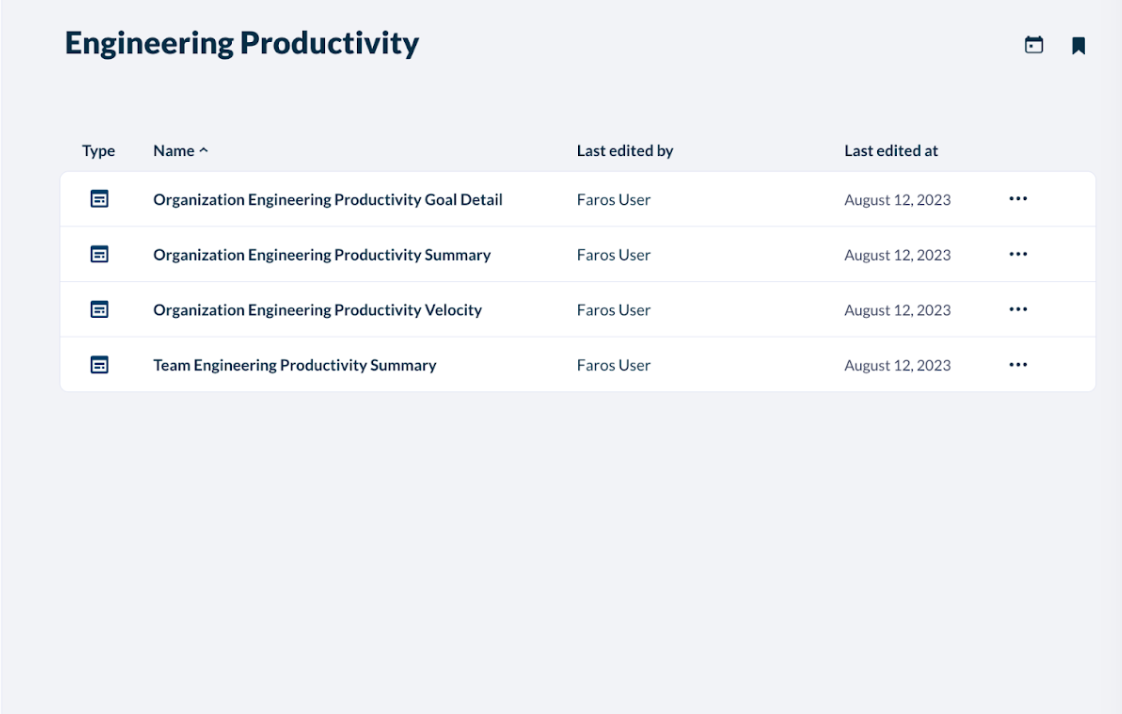 Engineering Productivity
Type Name Last edited by Last edited at
Organization Engineering Productivity Goal Detail Faros User August 12, 2023
Organization Engineering Productivity Summary Faros User August 12, 2023
Organization Engineering Productivity Velocity Faros User August 12, 2023
Team Engineering Productivity Summary Faros User August 12, 2023